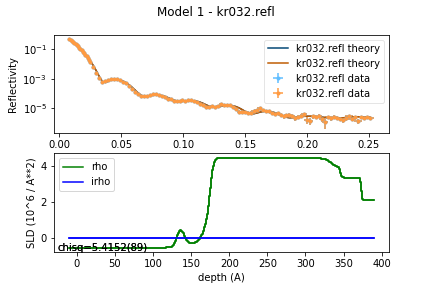 Model 1 - kr032.refl
Reflectivity
10^-1
10^-3
10^-5
kr032.refl theory
kr032.refl theory
kr032.refl data
kr032.refl data
0.00 0.05 0.10 0.15 0.20 0.25
SLD (10^6 / A**2)
4
2
0
rho
irho
chisq=5.4152(89)
0 50 100 150 200 250 300 350 400
depth (A)